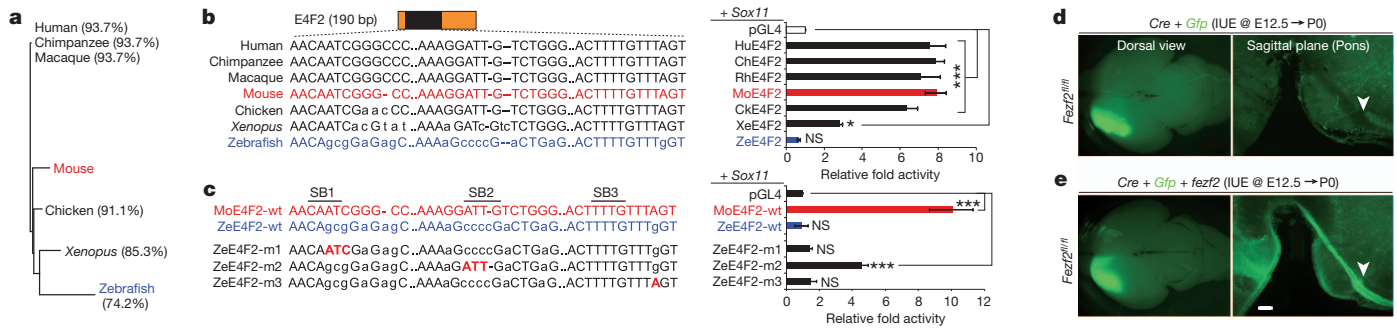 a
Human (93.7%)
Chimpanzee (93.7%)
Macaque (93.7%)
Mouse
Chicken (91.1%)
Xenopus (85.3%)
Zebrafish
(74.2%)
b
E4F2 (190 bp)
Human AACAATCGGGCCC..AAAGGATT-G--TCTGGG..ACTTTTGTTTAGT
Chimpanzee AACAATCGGGCCC..AAAGGATT-G--TCTGGG..ACTTTTGTTTAGT
Macaque AACAATCGGGCCC..AAAGGATT-G--TCTGGG..ACTTTTGTTTAGT
Mouse AACAATCGGG-CC..AAAGGATT-G--TCTGGG..ACTTTTGTTTAGT
Chicken AACAATCGaacCC..AAAGGATT-G--TCTGGG..ACTTTTGTTTAGT
Xenopus AACAATCacGtat..AAAaGATc-GtcTCTGGG..ACTTTTGTTTAGT
Zebrafish AACAgcgGaGagC..AAAaGccccG--aCTGaG..ACTTTTGTTTgGT
+ Sox11
pGL4
HuE4F2
ChE4F2
RhE4F2
MoE4F2
CkE4F2
XeE4F2
ZeE4F2
***
*
NS
0 2 4 6 8 10
Relative fold activity
c
SB1 SB2 SB3
MoE4F2-wt AACAATCGGG-CC..AAAGGATT-GTCTGGG..ACTTTTGTTTAGT
ZeE4F2-wt AACAgcgGaGagC..AAAaGccccGaCTGaG..ACTTTTGTTTgGT
ZeE4F2-m1 AACAATCGaGagC..AAAaGccccGaCTGaG..ACTTTTGTTTgGT
ZeE4F2-m2 AACAgcgGaGagC..AAAaGATT-GaCTGaG..ACTTTTGTTTgGT
ZeE4F2-m3 AACAgcgGaGagC..AAAaGccccGaCTGaG..ACTTTTGTTTAGT
+ Sox11
pGL4
MoE4F2-wt
ZeE4F2-wt
ZeE4F2-m1
ZeE4F2-m2
ZeE4F2-m3
***
NS
NS
***
NS
0 2 4 6 8 10 12
Relative fold activity
d
Cre + Gfp (IUE @ E12.5 → P0)
Dorsal view
Sagittal plane (Pons)
Fezf2fl/fl
e
Cre + Gfp + fezf2 (IUE @ E12.5 → P0)
Fezf2fl/fl